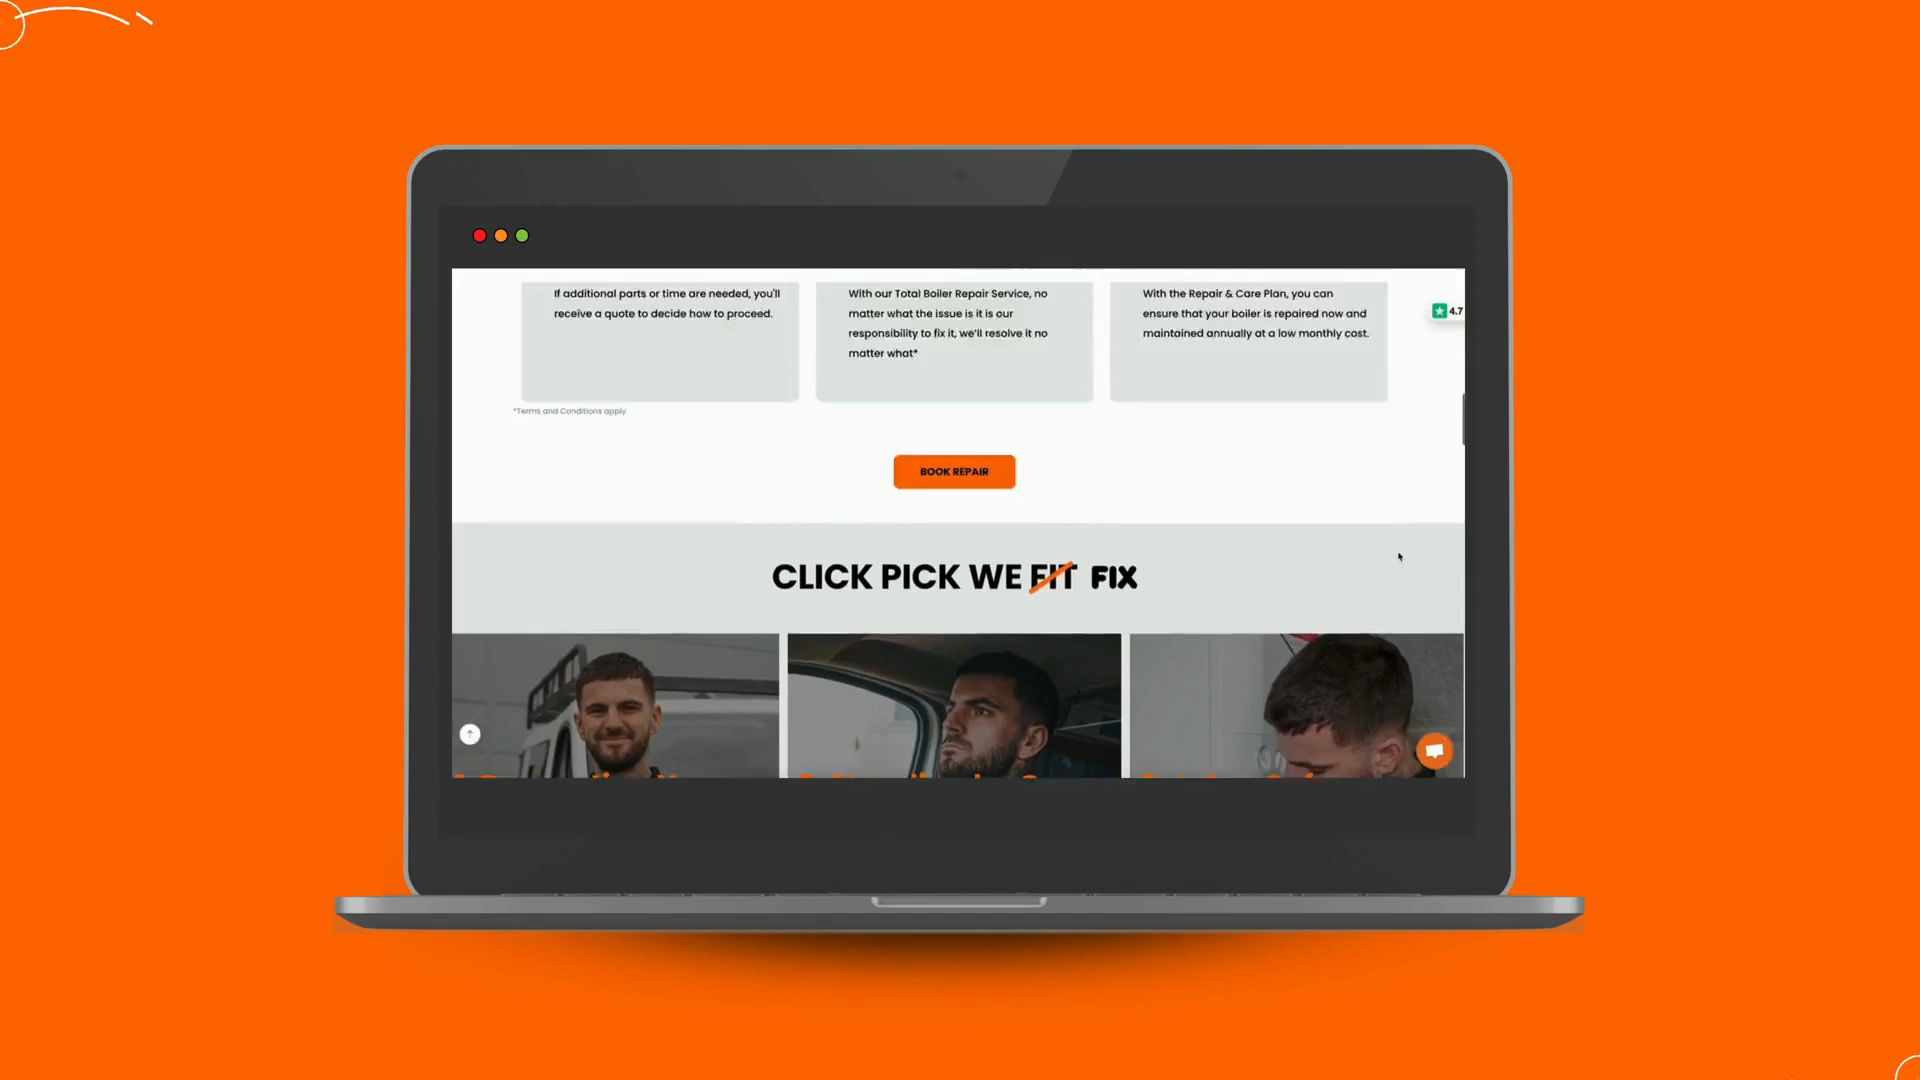 If additional parts or time are needed, you'll
receive a quote to decide how to proceed.
With our Total Boiler Repair Service, no
matter what the issue is it is our
responsibility to fix it, we'll resolve it no
matter what*
With the Repair & Care Plan, you can
ensure that your boiler is repaired now and
maintained annually at a low monthly cost.
4.7
*Terms and Conditions apply
BOOK REPAIR
CLICK PICK WE FIT FIX